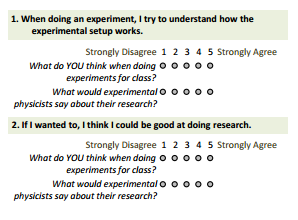 1. When doing an experiment, I try to understand how the
experimental setup works.
Strongly Disagree 1 2 3 4 5 Strongly Agree
What do YOU think when doing
experiments for class?
What would experimental
physicists say about their research?
2. If I wanted to, I think I could be good at doing research.
Strongly Disagree 1 2 3 4 5 Strongly Agree
What do YOU think when doing
experiments for class?
What would experimental
physicists say about their research?